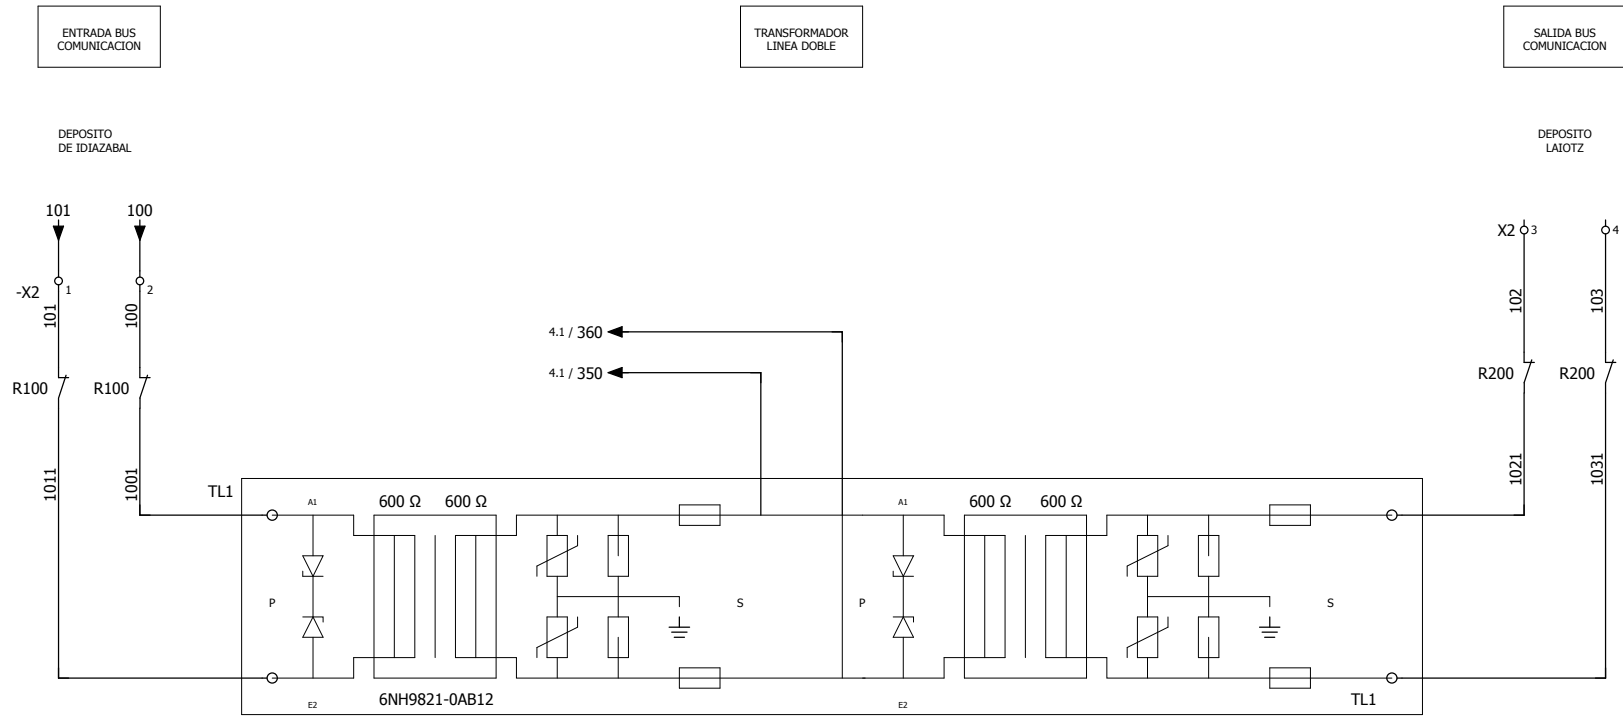 ENTRADA BUS
COMUNICACION
TRANSFORMADOR
LINEA DOBLE
SALIDA BUS
COMUNICACION
DEPOSITO
DE IDIAZABAL
DEPOSITO
LAIOTZ
101
100
X2
3
4
-X2
1
2
101
100
102
103
4.1 / 360
4.1 / 350
R100
R100
R200
R200
1011
1001
1021
1031
TL1
A1
600 Ω
600 Ω
A1
600 Ω
600 Ω
P
S
P
S
E2
6NH9821-0AB12
E2
TL1